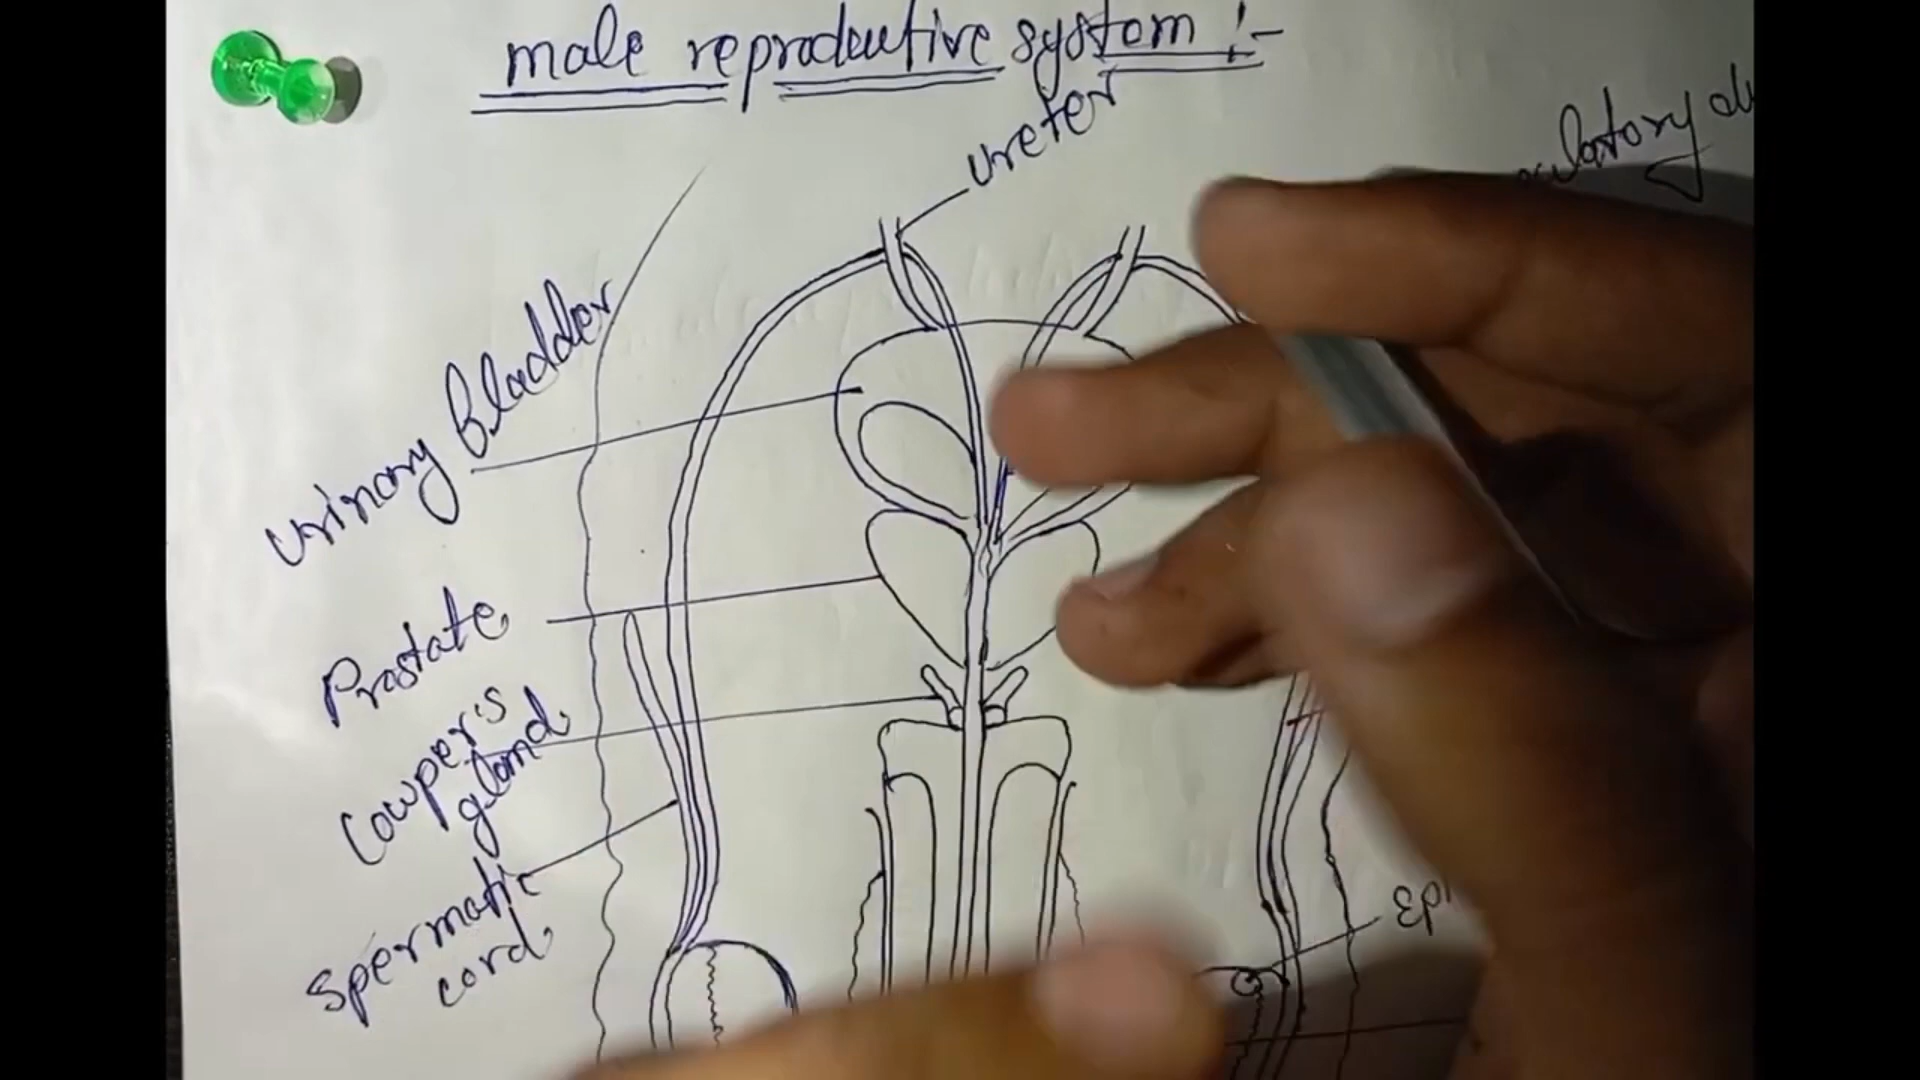 male reproductive system :-
ureter
urinary Bladder
Prostate
Cowper's
gland
Spermatic
cord